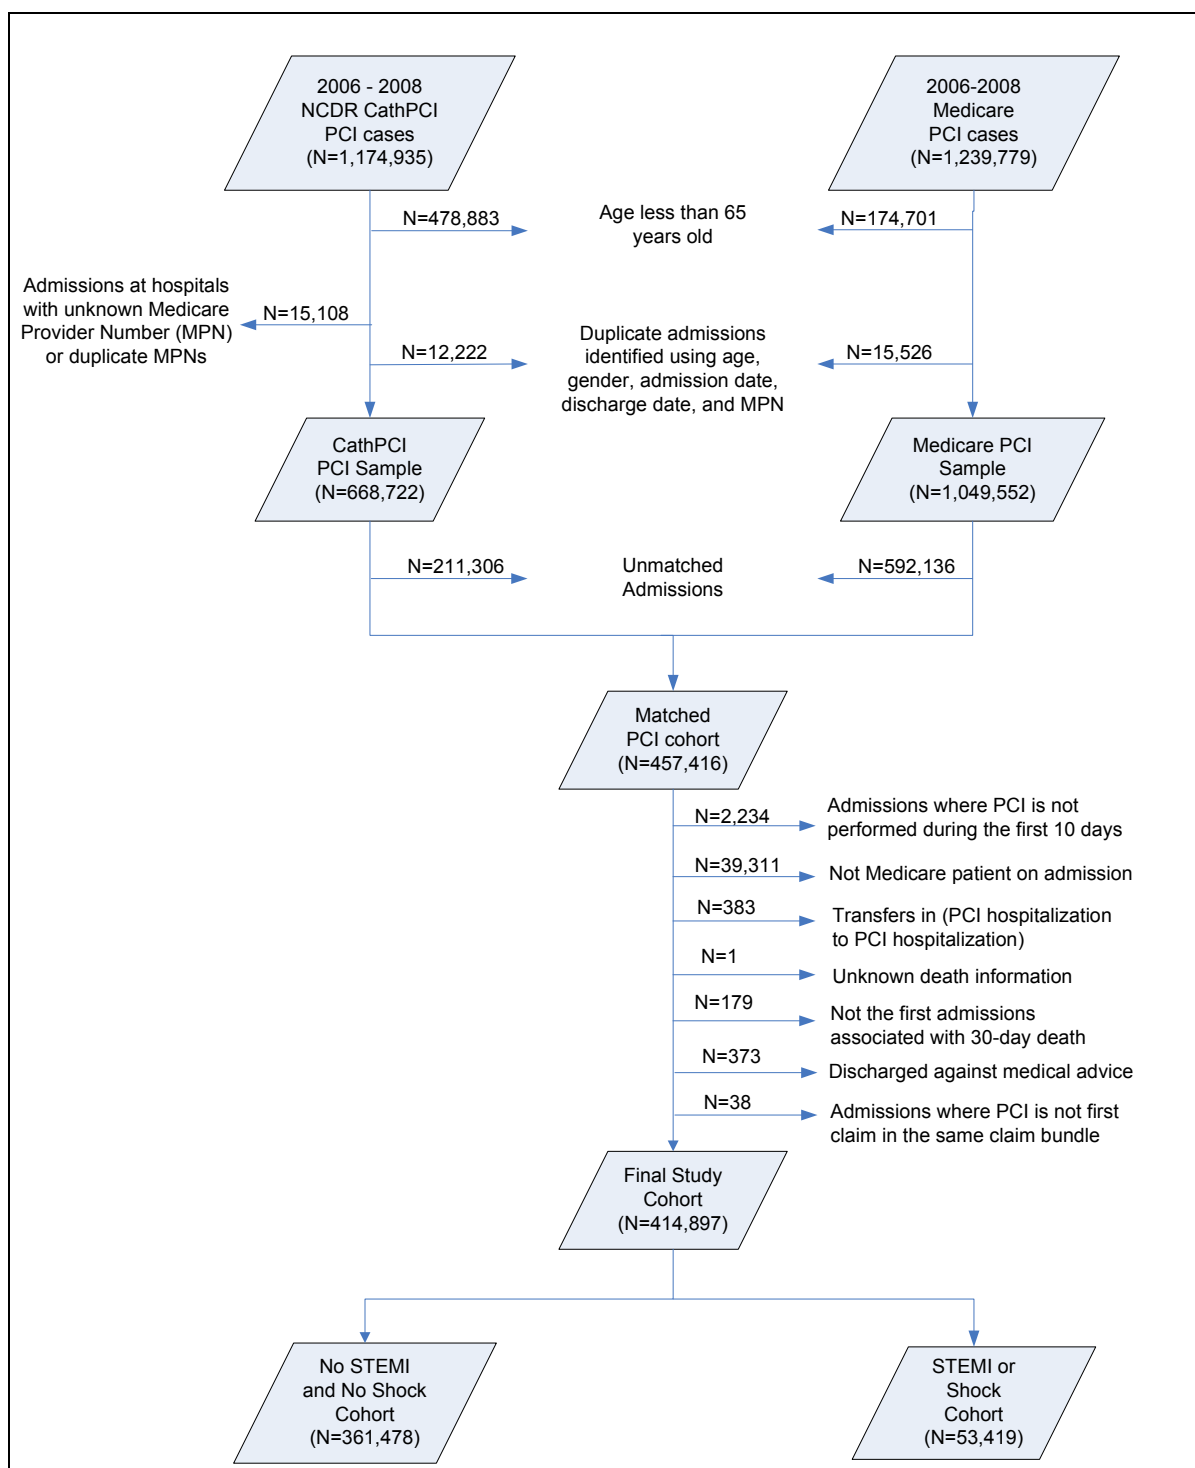 2006 - 2008
NCDR CathPCI
PCI cases
(N=1,174,935)
2006-2008
Medicare
PCI cases
(N=1,239,779)
N=478,883
Age less than 65
years old
N=174,701
Admissions at hospitals
with unknown Medicare
Provider Number (MPN)
or duplicate MPNs
N=15,108
N=12,222
Duplicate admissions
identified using age,
gender, admission date,
discharge date, and MPN
N=15,526
CathPCI
PCI Sample
(N=668,722)
Medicare PCI
Sample
(N=1,049,552)
N=211,306
Unmatched
Admissions
N=592,136
Matched
PCI cohort
(N=457,416)
N=2,234
Admissions where PCI is not
performed during the first 10 days
N=39,311
Not Medicare patient on admission
N=383
Transfers in (PCI hospitalization
to PCI hospitalization)
N=1
Unknown death information
N=179
Not the first admissions
associated with 30-day death
N=373
Discharged against medical advice
N=38
Admissions where PCI is not first
claim in the same claim bundle
Final Study
Cohort
(N=414,897)
No STEMI
and No Shock
Cohort
(N=361,478)
STEMI or
Shock
Cohort
(N=53,419)